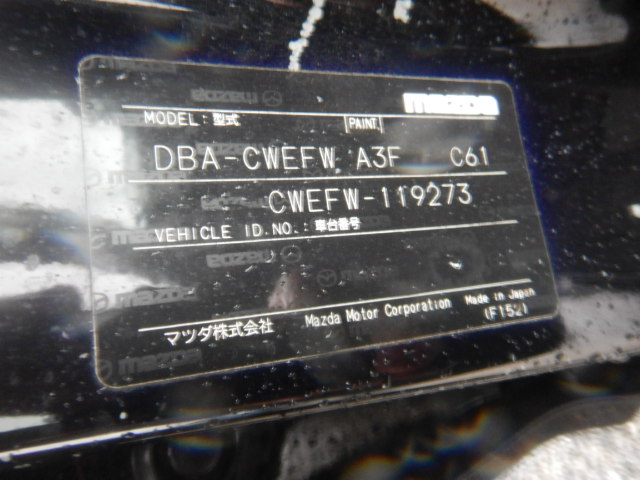 mazda
MODEL: 型式 PAINT.
DBA-CWEFW A3F C61
CWEFW-119273
VEHICLE ID.NO.: 車台番号
マツダ株式会社 Mazda Motor Corporation Made in Japan
(F152)